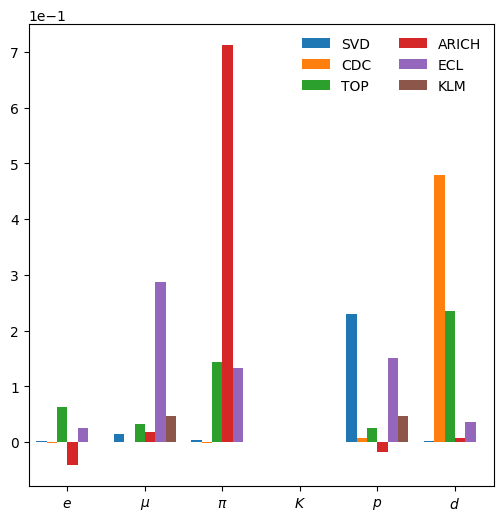 1e−1
SVD
CDC
TOP
ARICH
ECL
KLM
7
6
5
4
3
2
1
0
e μ π K p d